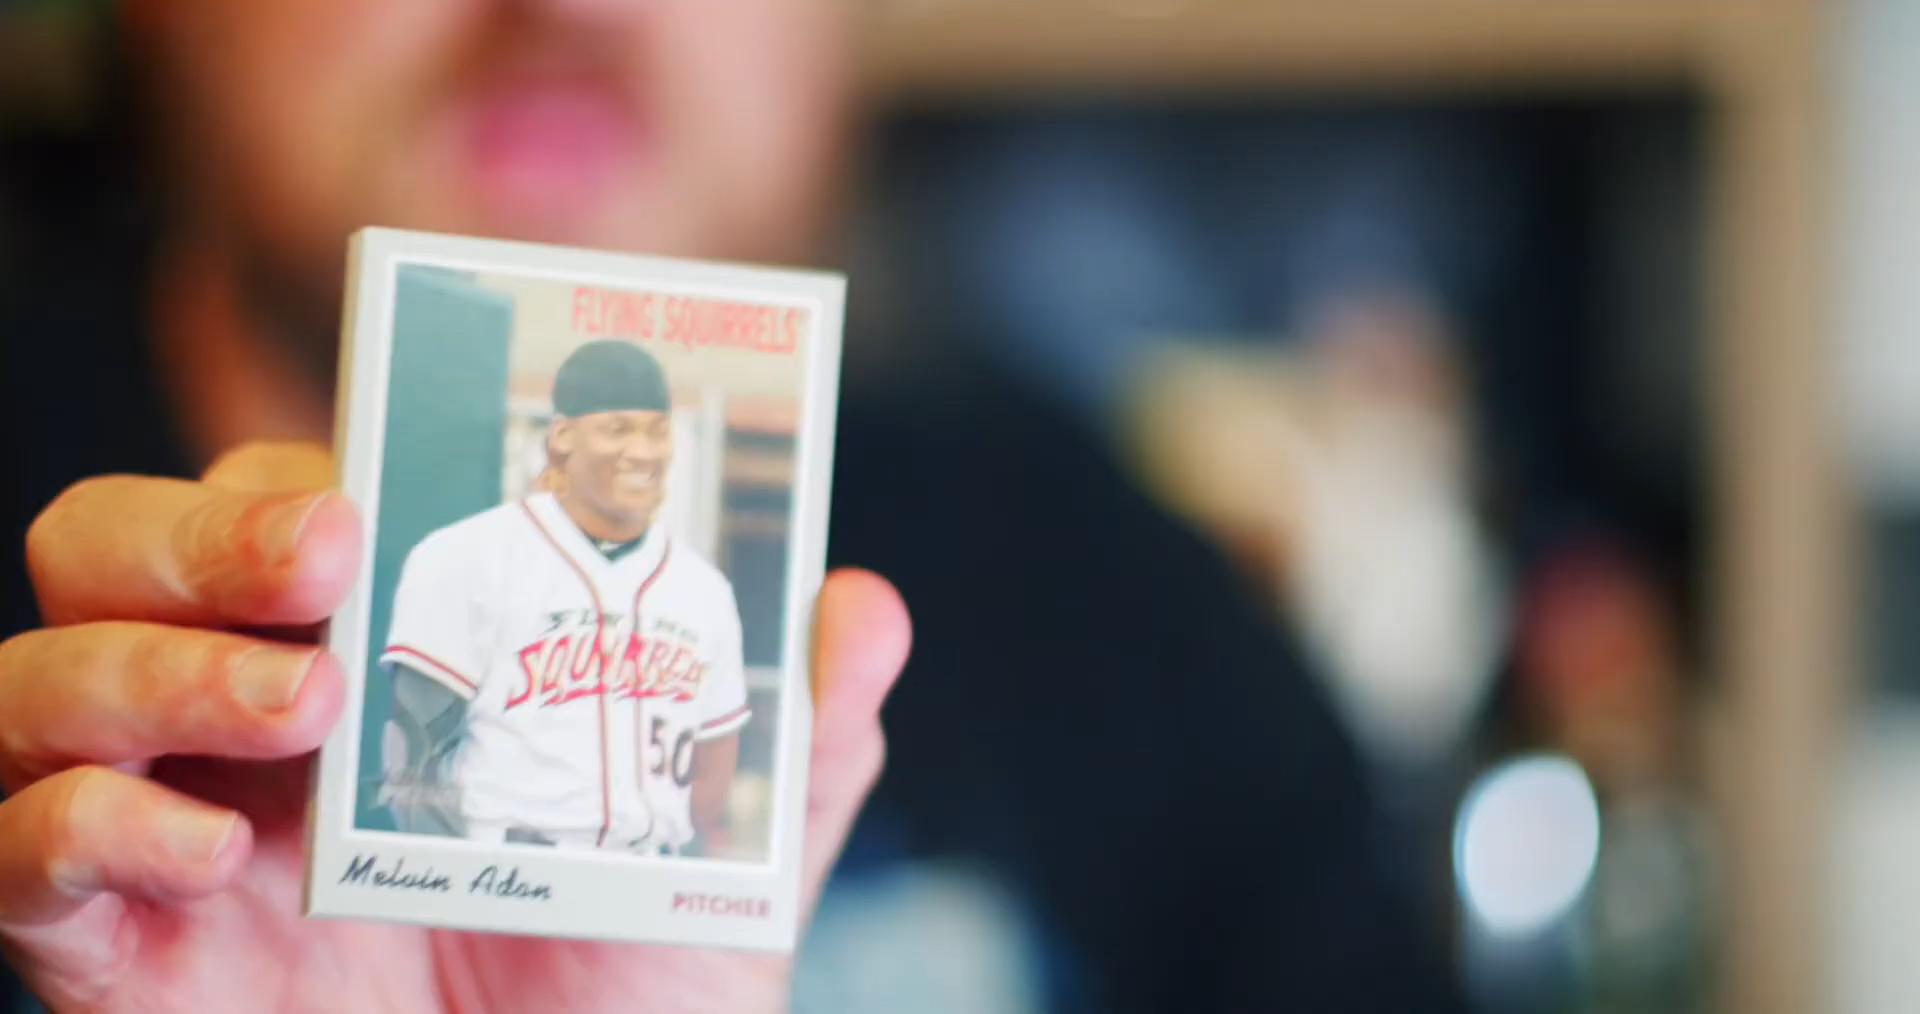 FLYING SQUIRRELS
SQUIRRELS
50
Melvin Adon
PITCHER